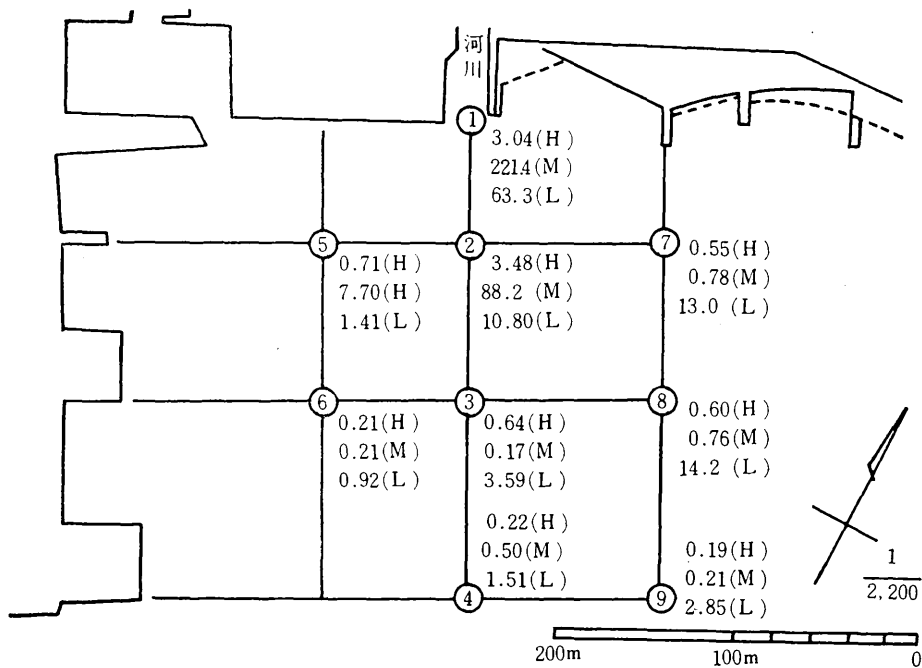 河川
①
3.04(H)
221.4(M)
63.3(L)
⑤
②
⑦
0.71(H)
7.70(H)
1.41(L)
3.48(H)
88.2 (M)
10.80(L)
0.55(H)
0.78(M)
13.0 (L)
⑥
③
⑧
0.21(H)
0.21(M)
0.92(L)
0.64(H)
0.17(M)
3.59(L)
0.60(H)
0.76(M)
14.2 (L)
0.22(H)
0.50(M)
1.51(L)
④
0.19(H)
0.21(M)
2.85(L)
⑨
1
2,200
200m 100m 0